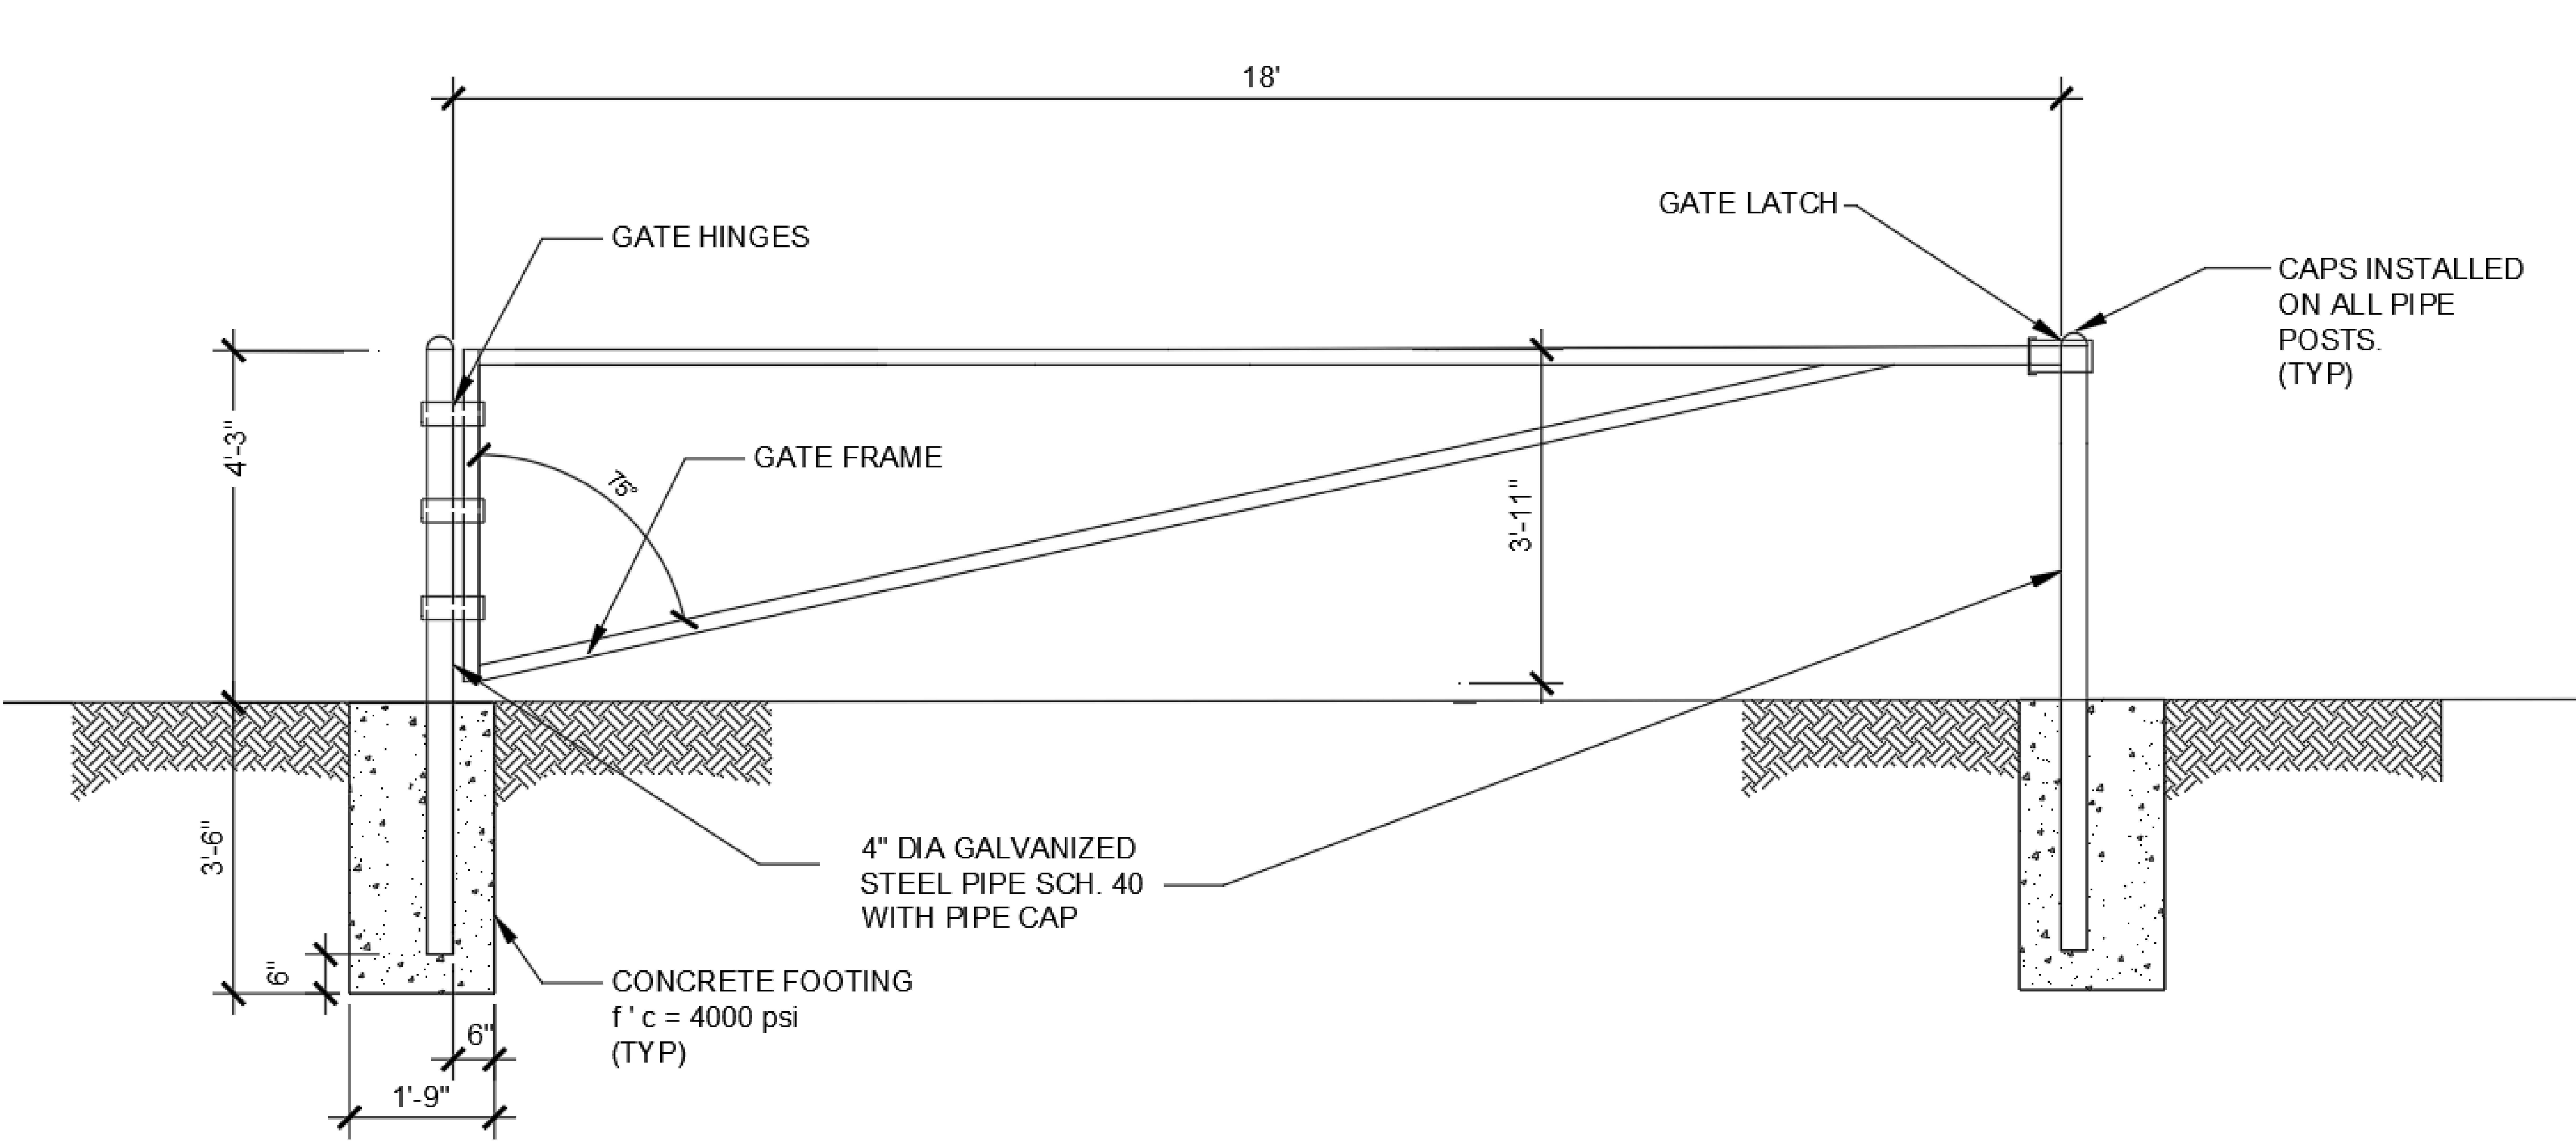 18'
GATE LATCH
GATE HINGES
CAPS INSTALLED
ON ALL PIPE
POSTS.
(TYP)
4'-3"
GATE FRAME
75°
3'-11"
3'-6"
4" DIA GALVANIZED
STEEL PIPE SCH. 40
WITH PIPE CAP
6"
CONCRETE FOOTING
f ' c = 4000 psi
(TYP)
6"
1'-9"